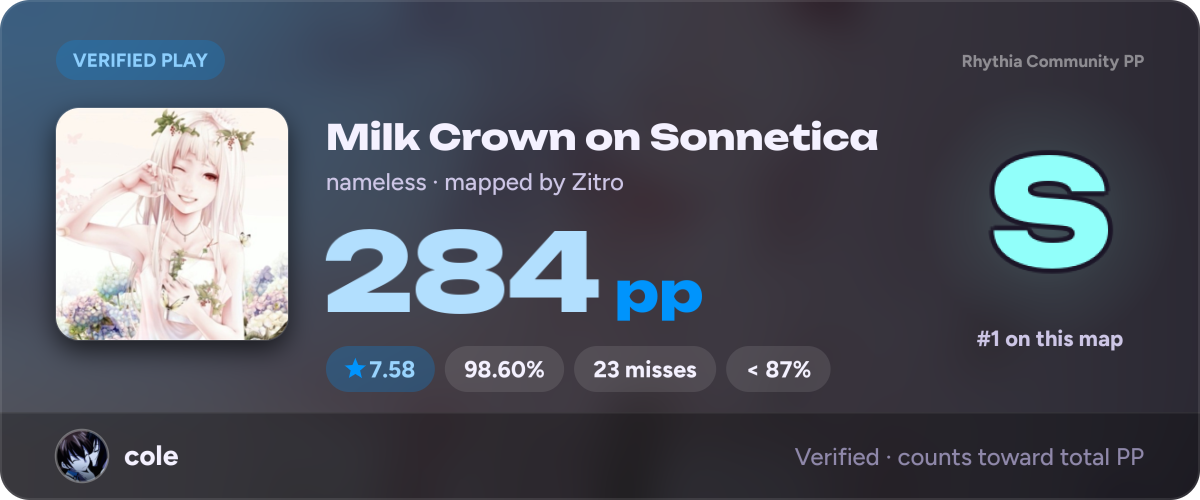 VERIFIED PLAY
Rhythia Community PP
Milk Crown on Sonnetica
nameless · mapped by Zitro
284 pp
S
★7.58
98.60%
23 misses
< 87%
#1 on this map
cole
Verified · counts toward total PP